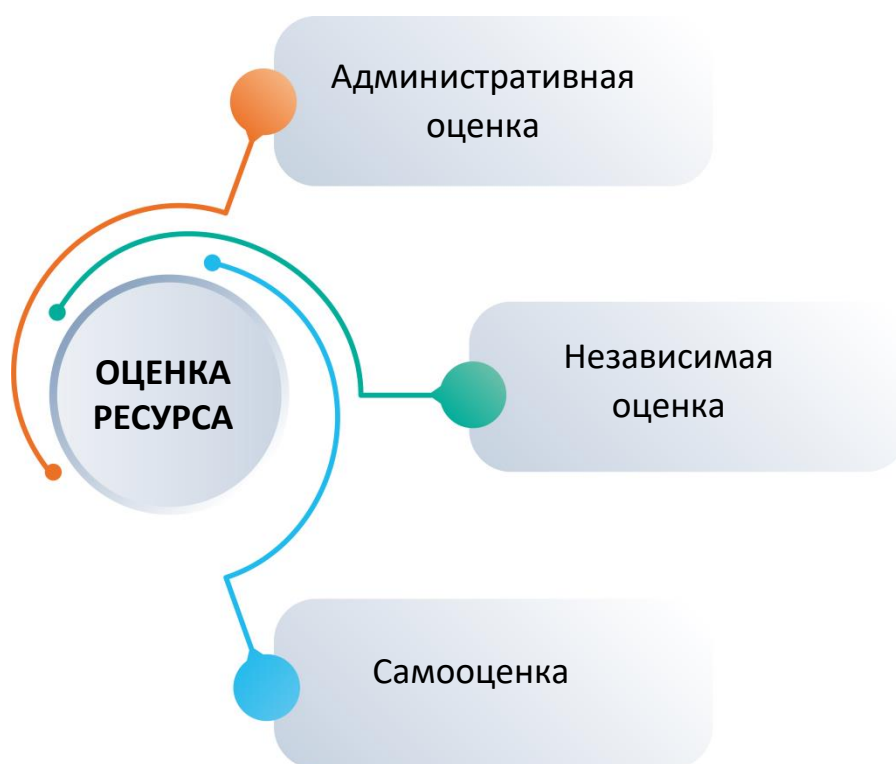 Административная
оценка
ОЦЕНКА
РЕСУРСА
Независимая
оценка
Самооценка